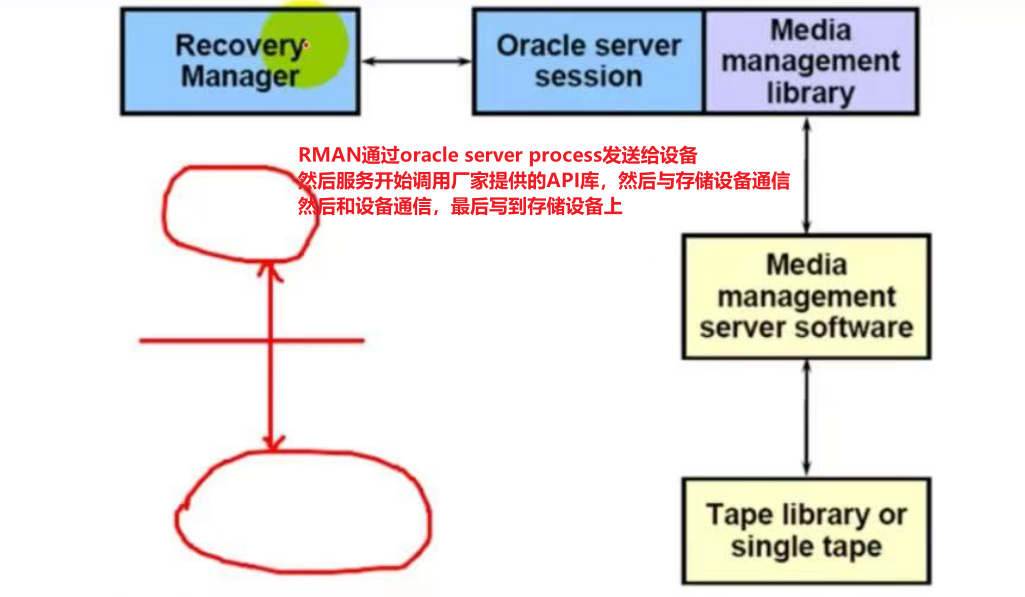 Recovery
Manager
Oracle server
session
Media
management
library
RMAN通过oracle server process发送给设备
然后服务开始调用厂家提供的API库，然后与存储设备通信
然后和设备通信，最后写到存储设备上
Media
management
server software
Tape library or
single tape